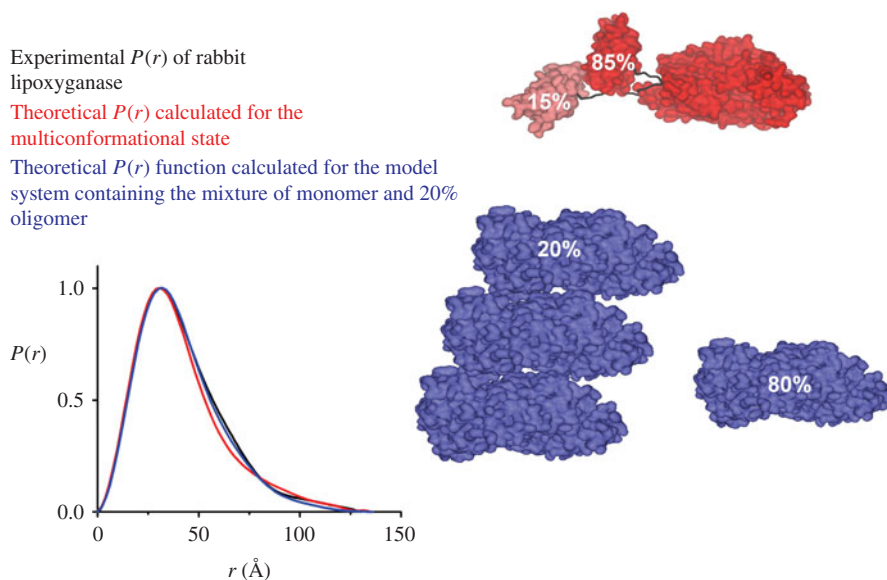 Experimental P(r) of rabbit
lipoxyganase
Theoretical P(r) calculated for the
multiconformational state
Theoretical P(r) function calculated for the model
system containing the mixture of monomer and 20%
oligomer
85%
15%
20%
80%
1.0
P(r)
0.5
0.0
0
50
100
150
r (Å)